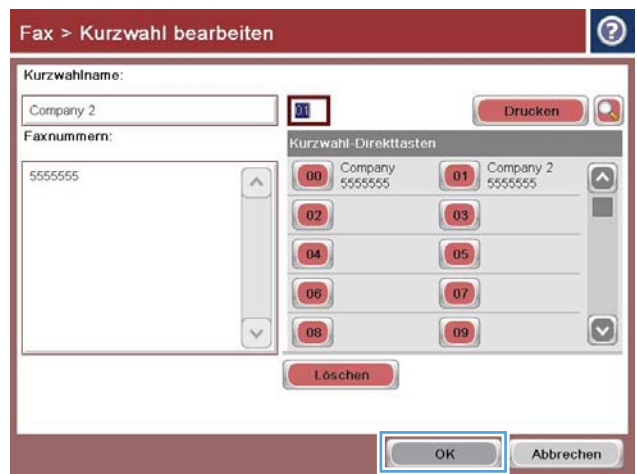 Fax > Kurzwahl bearbeiten
?
Kurzwahlname:
Company 2
01
Drucken
Faxnummern:
5555555
Kurzwahl-Direkttasten
00 Company 5555555
01 Company 2 5555555
02
03
04
05
06
07
08
09
Löschen
OK
Abbrechen